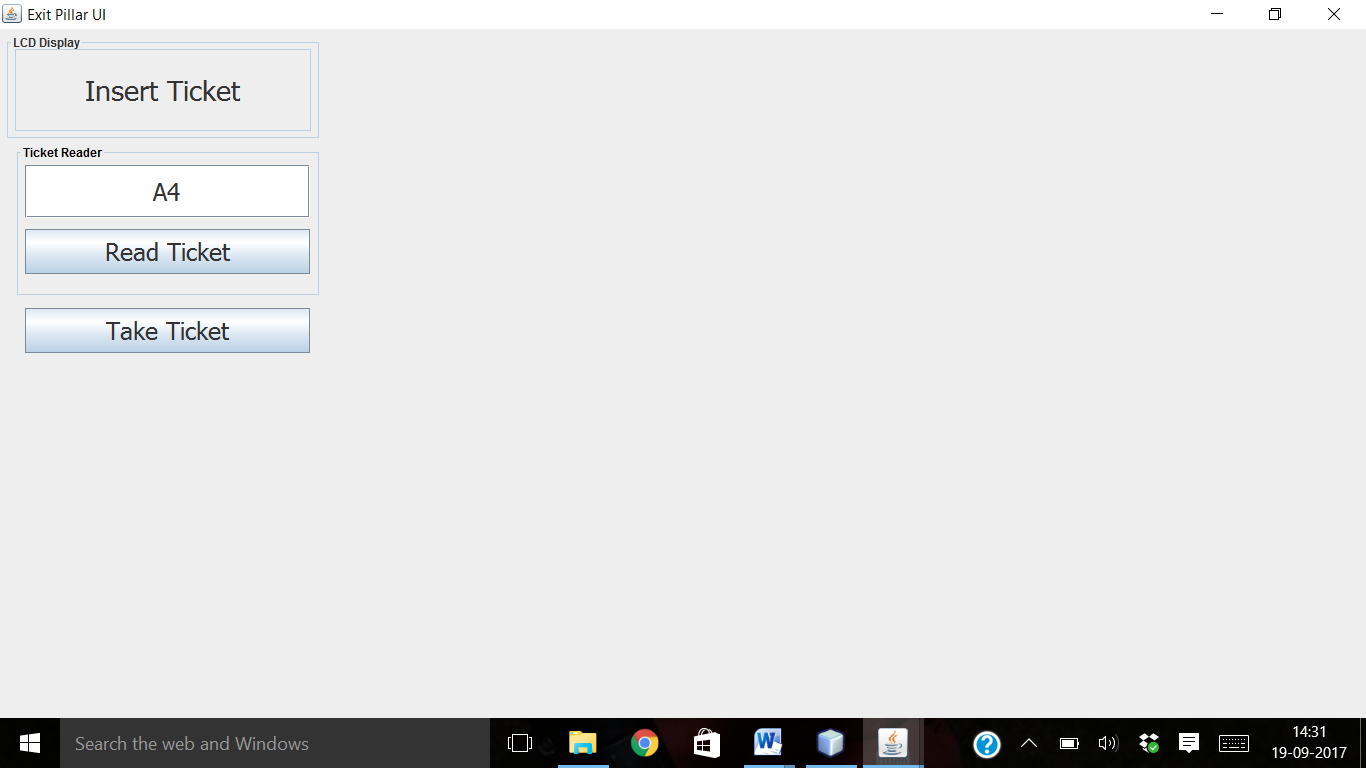 Exit Pillar UI
LCD Display
Insert Ticket
Ticket Reader
A4
Read Ticket
Take Ticket
Search the web and Windows
14:31
19-09-2017